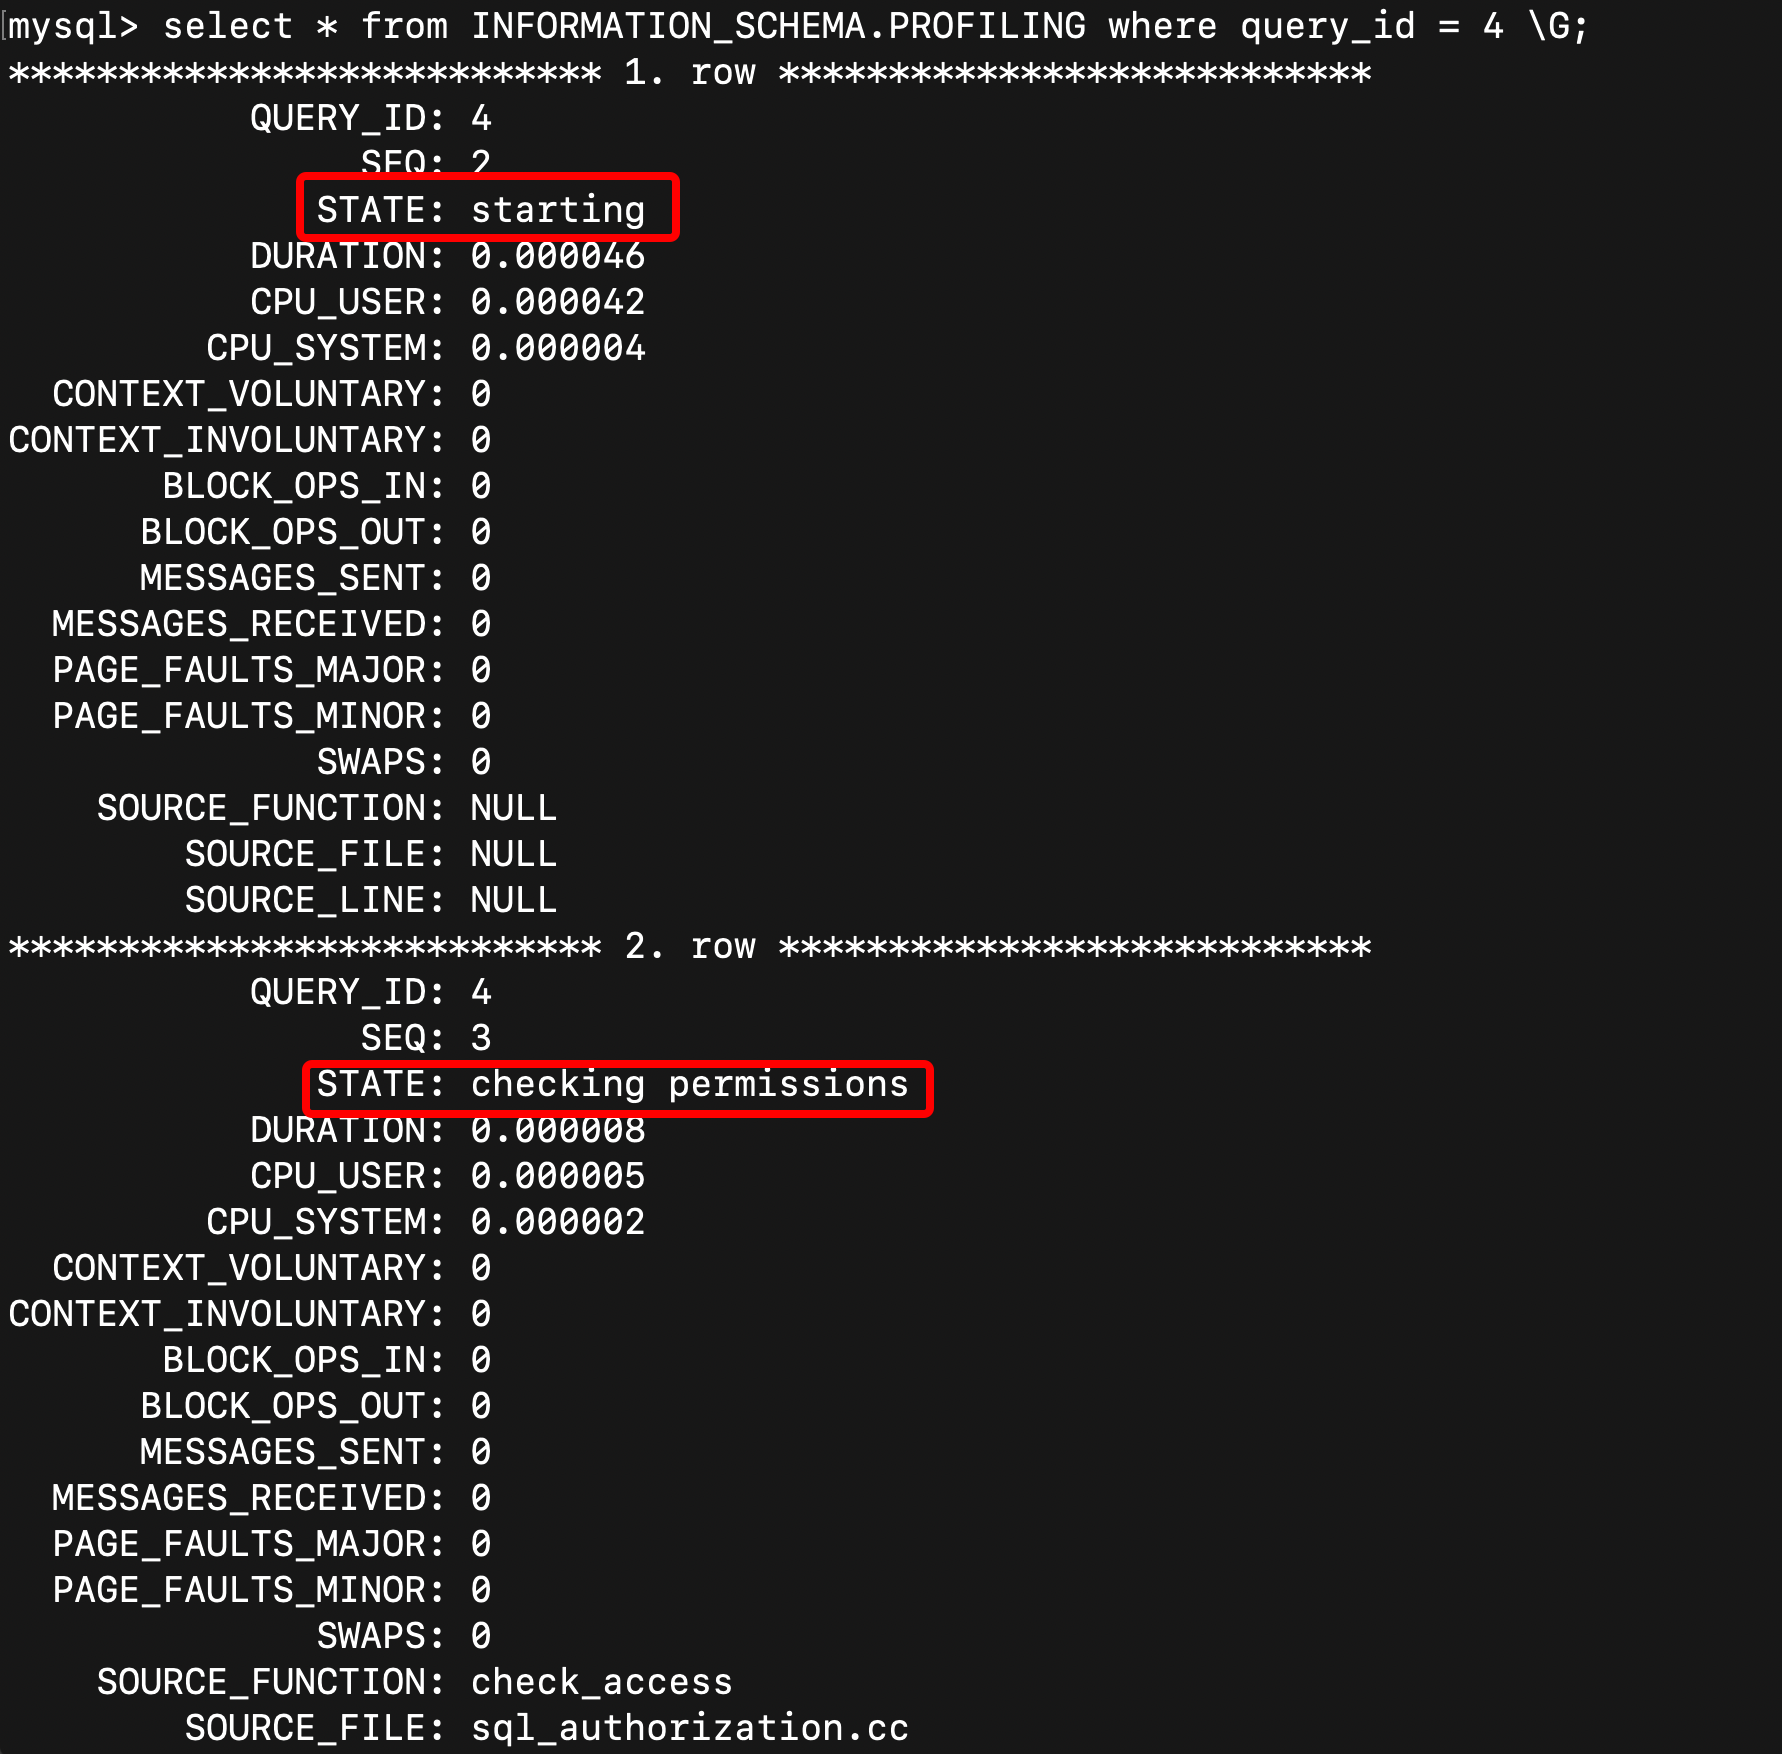 mysql> select * from INFORMATION_SCHEMA.PROFILING where query_id = 4 \G;
*************************** 1. row ***************************
QUERY_ID: 4
SEQ: 2
STATE: starting
DURATION: 0.000046
CPU_USER: 0.000042
CPU_SYSTEM: 0.000004
CONTEXT_VOLUNTARY: 0
CONTEXT_INVOLUNTARY: 0
BLOCK_OPS_IN: 0
BLOCK_OPS_OUT: 0
MESSAGES_SENT: 0
MESSAGES_RECEIVED: 0
PAGE_FAULTS_MAJOR: 0
PAGE_FAULTS_MINOR: 0
SWAPS: 0
SOURCE_FUNCTION: NULL
SOURCE_FILE: NULL
SOURCE_LINE: NULL
*************************** 2. row ***************************
QUERY_ID: 4
SEQ: 3
STATE: checking permissions
DURATION: 0.000008
CPU_USER: 0.000005
CPU_SYSTEM: 0.000002
CONTEXT_VOLUNTARY: 0
CONTEXT_INVOLUNTARY: 0
BLOCK_OPS_IN: 0
BLOCK_OPS_OUT: 0
MESSAGES_SENT: 0
MESSAGES_RECEIVED: 0
PAGE_FAULTS_MAJOR: 0
PAGE_FAULTS_MINOR: 0
SWAPS: 0
SOURCE_FUNCTION: check_access
SOURCE_FILE: sql_authorization.cc